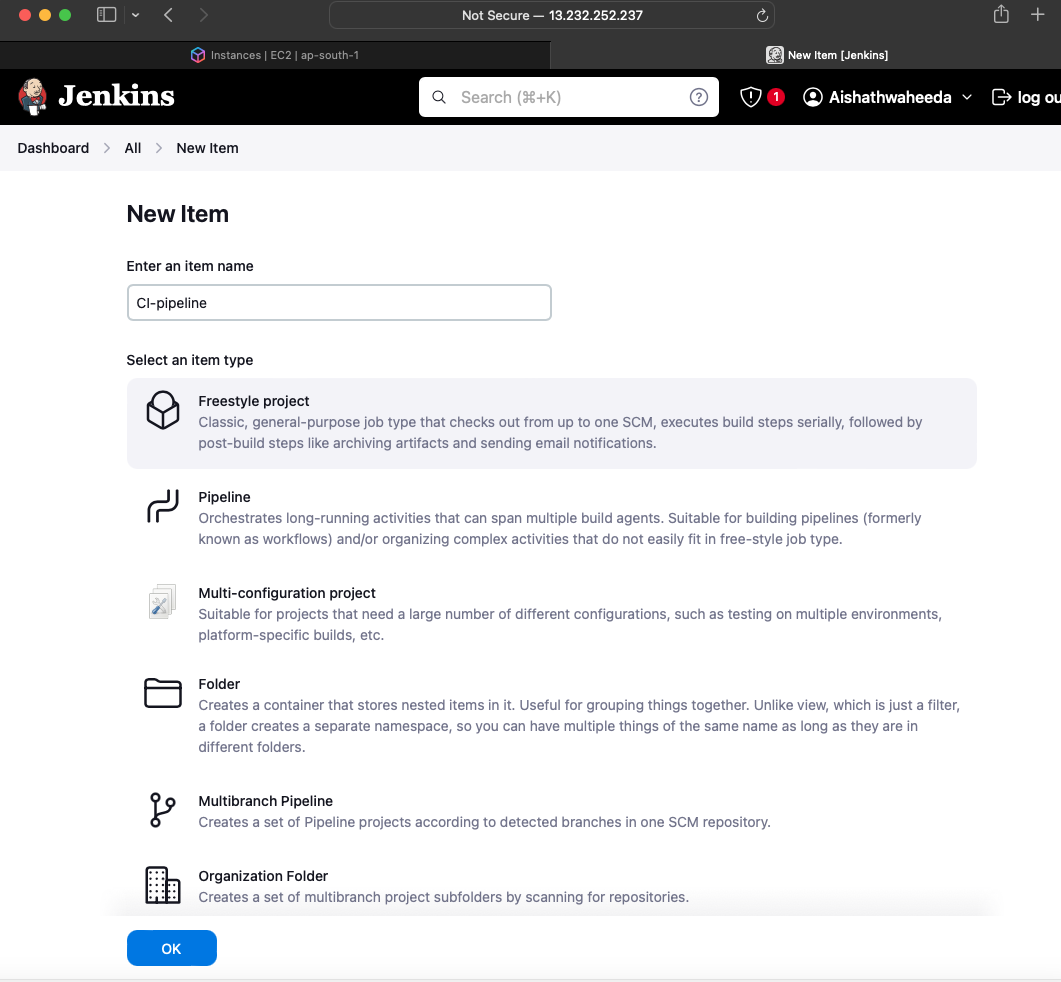 Not Secure — 13.232.252.237
Instances | EC2 | ap-south-1
New Item [Jenkins]
Jenkins
Search (⌘+K)
?
1
Aishathwaheeda
log ou
Dashboard > All > New Item
New Item
Enter an item name
CI-pipeline
Select an item type
Freestyle project
Classic, general-purpose job type that checks out from up to one SCM, executes build steps serially, followed by
post-build steps like archiving artifacts and sending email notifications.
Pipeline
Orchestrates long-running activities that can span multiple build agents. Suitable for building pipelines (formerly
known as workflows) and/or organizing complex activities that do not easily fit in free-style job type.
Multi-configuration project
Suitable for projects that need a large number of different configurations, such as testing on multiple environments,
platform-specific builds, etc.
Folder
Creates a container that stores nested items in it. Useful for grouping things together. Unlike view, which is just a filter,
a folder creates a separate namespace, so you can have multiple things of the same name as long as they are in
different folders.
Multibranch Pipeline
Creates a set of Pipeline projects according to detected branches in one SCM repository.
Organization Folder
Creates a set of multibranch project subfolders by scanning for repositories.
OK